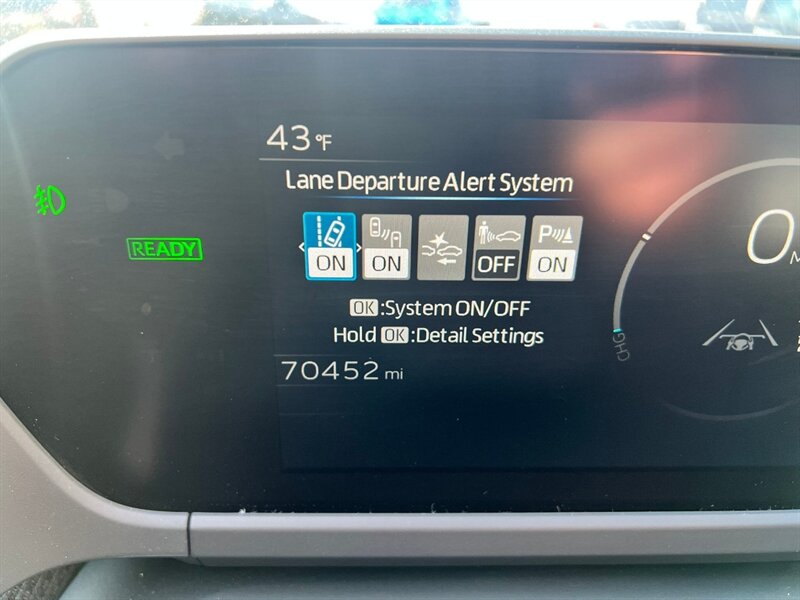 43 °F
Lane Departure Alert System
READY
P
ON
ON
OFF
ON
OK :System ON/OFF
Hold OK :Detail Settings
70452 mi
0
M
CHG